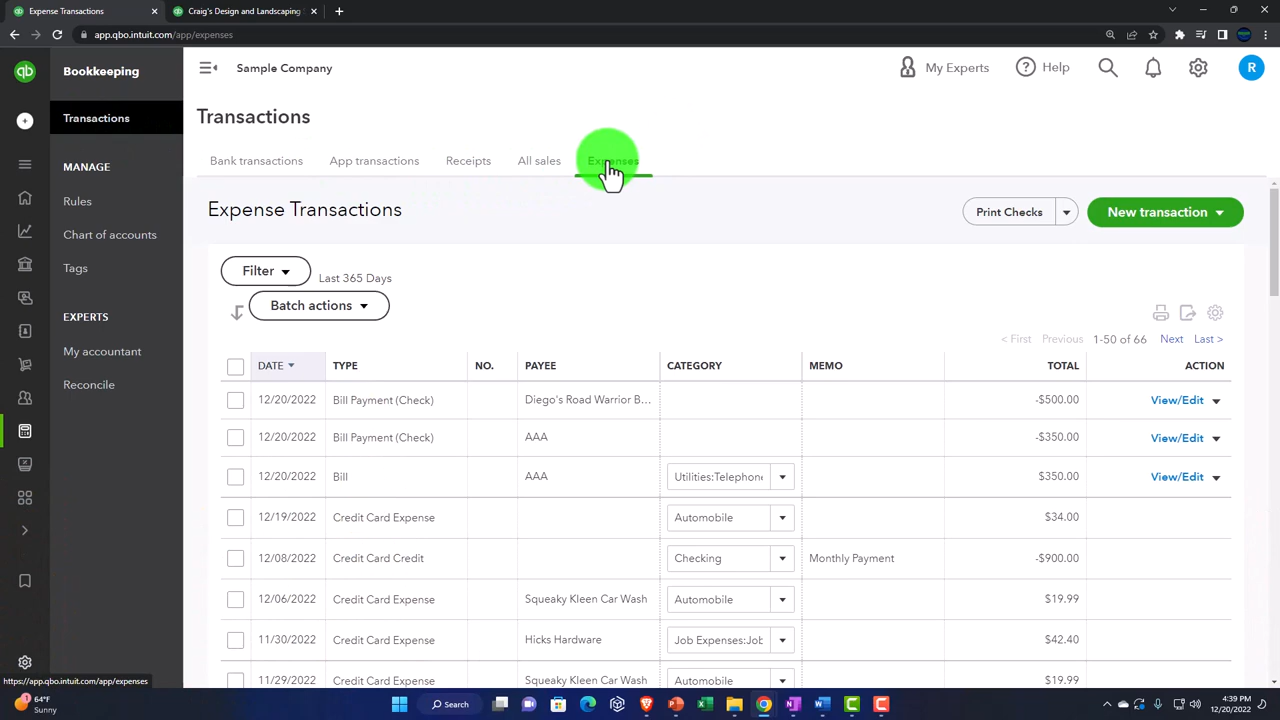 Expense Transactions
Craig's Design and Landscaping
app.qbo.intuit.com/app/expenses
qb
Bookkeeping
Sample Company
My Experts
Help
R
Transactions
Transactions
Bank transactions
App transactions
Receipts
All sales
Expenses
MANAGE
Rules
Chart of accounts
Tags
EXPERTS
My accountant
Reconcile
Expense Transactions
Print Checks
New transaction
Filter
Last 365 Days
Batch actions
< First Previous 1-50 of 66 Next Last >
DATE TYPE NO. PAYEE CATEGORY MEMO TOTAL ACTION
12/20/2022 Bill Payment (Check) Diego's Road Warrior B... -$500.00 View/Edit
12/20/2022 Bill Payment (Check) AAA -$350.00 View/Edit
12/20/2022 Bill AAA Utilities:Telephone $350.00 View/Edit
12/19/2022 Credit Card Expense Automobile $34.00
12/08/2022 Credit Card Credit Checking Monthly Payment -$900.00
12/06/2022 Credit Card Expense Squeaky Kleen Car Wash Automobile $19.99
11/30/2022 Credit Card Expense Hicks Hardware Job Expenses:Job $42.40
11/29/2022 Credit Card Expense Squeaky Kleen Car Wash Automobile $19.99
https://app.qbo.intuit.com/app/expenses
64°F
Sunny
Search
4:39 PM
12/20/2022